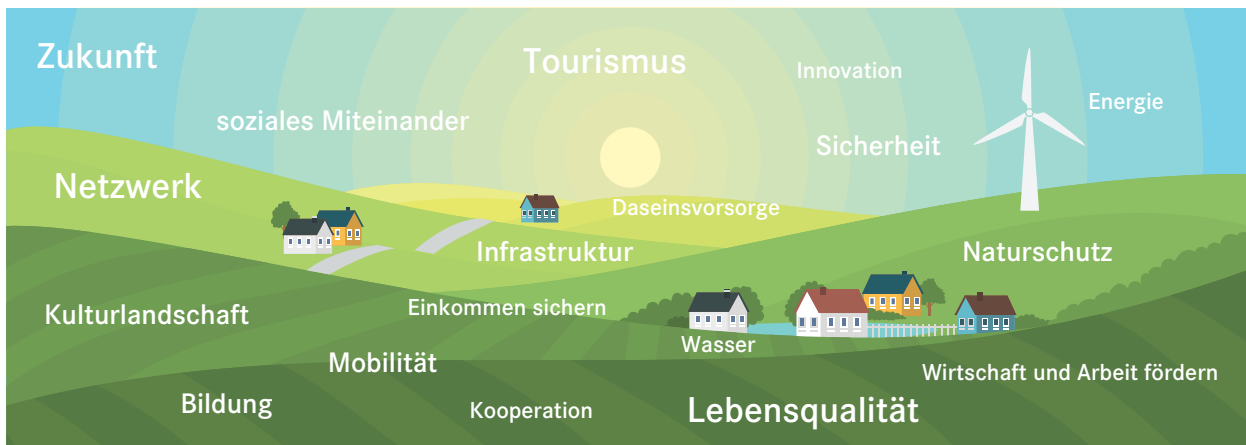 Zukunft
Tourismus
Innovation
Energie
soziales Miteinander
Sicherheit
Netzwerk
Daseinsvorsorge
Infrastruktur
Naturschutz
Kulturlandschaft
Einkommen sichern
Wasser
Mobilität
Wirtschaft und Arbeit fördern
Bildung
Kooperation
Lebensqualität